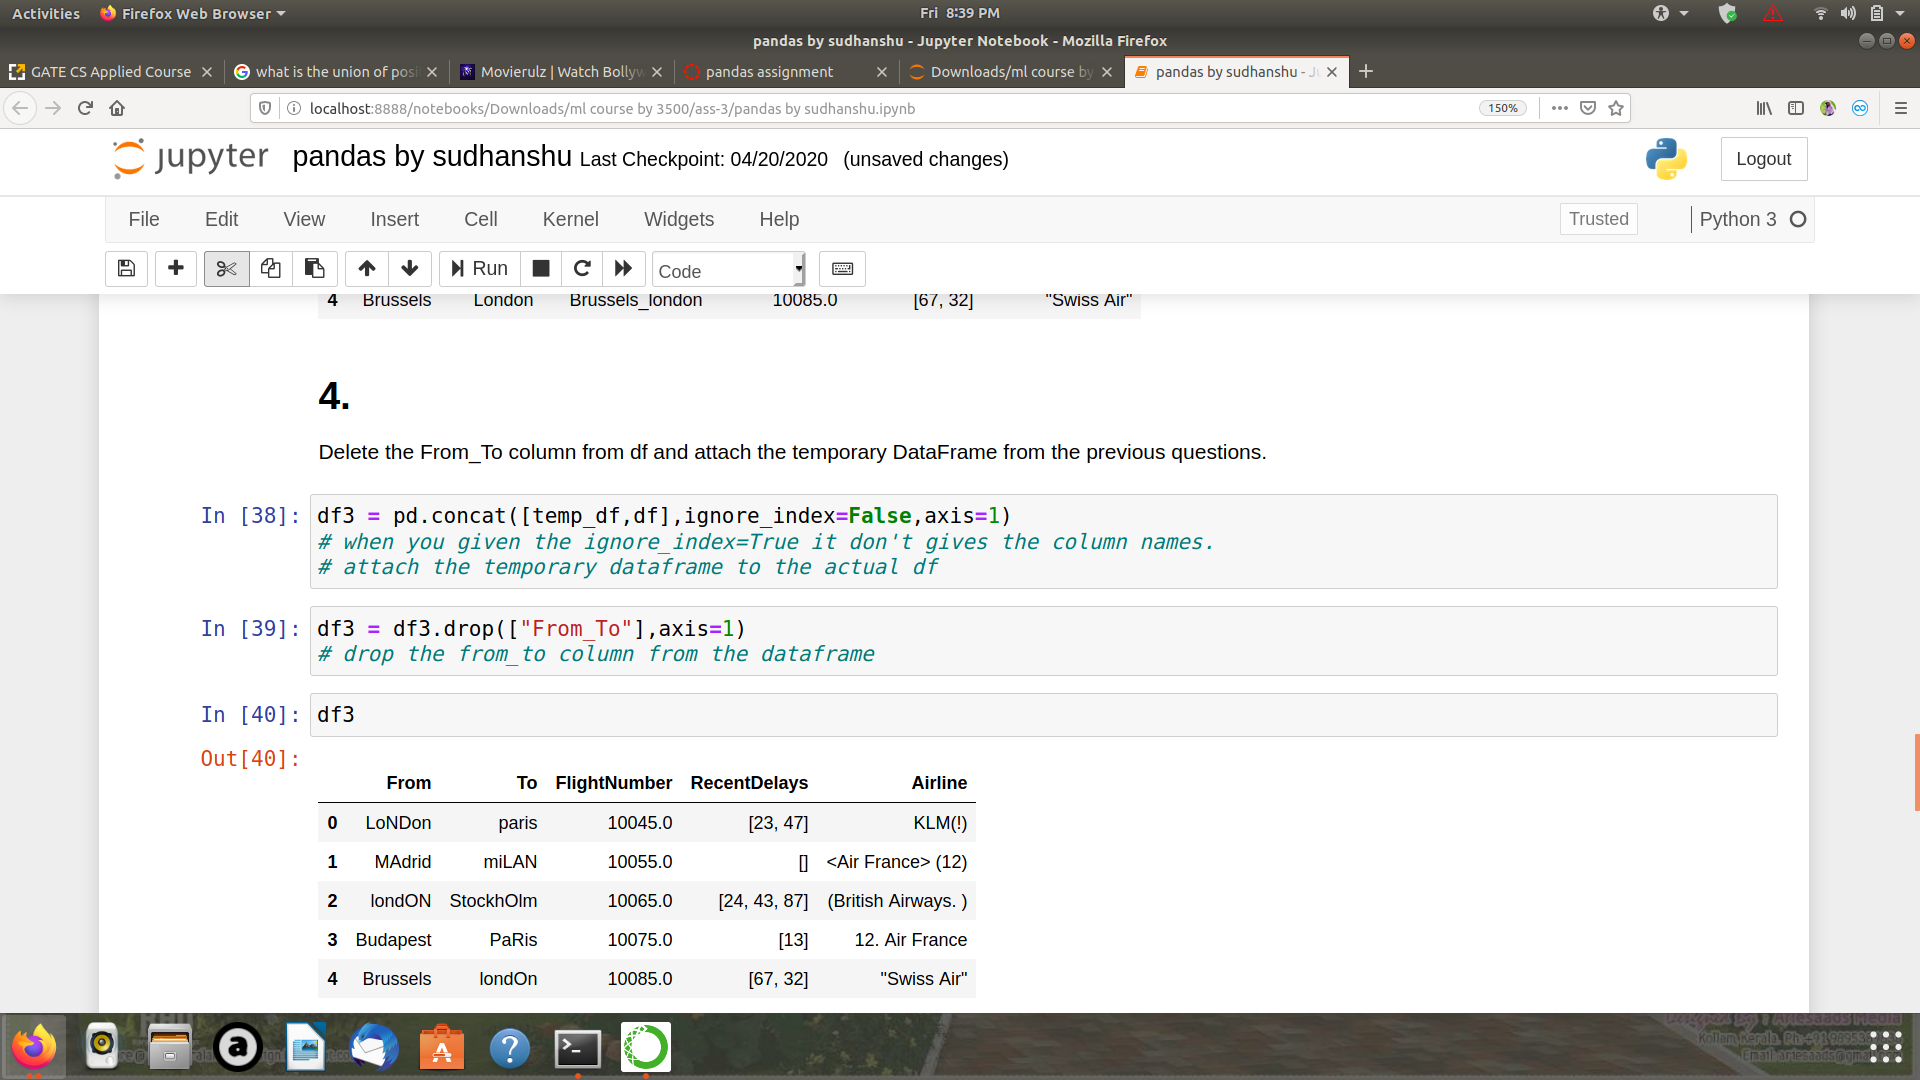 Activities Firefox Web Browser Fri 8:39 PM
pandas by sudhanshu - Jupyter Notebook - Mozilla Firefox
GATE CS Applied Course what is the union of posi Movierulz | Watch Bollyw pandas assignment Downloads/ml course by pandas by sudhanshu - J
localhost:8888/notebooks/Downloads/ml course by 3500/ass-3/pandas by sudhanshu.ipynb 150%
jupyter pandas by sudhanshu Last Checkpoint: 04/20/2020 (unsaved changes) Logout
File Edit View Insert Cell Kernel Widgets Help Trusted Python 3
Run Code
4 Brussels London Brussels_london 10085.0 [67, 32] "Swiss Air"
4.
Delete the From_To column from df and attach the temporary DataFrame from the previous questions.
In [38]: df3 = pd.concat([temp_df,df],ignore_index=False,axis=1)
# when you given the ignore_index=True it don't gives the column names.
# attach the temporary dataframe to the actual df
In [39]: df3 = df3.drop(["From_To"],axis=1)
# drop the from_to column from the dataframe
In [40]: df3
Out[40]:
From To FlightNumber RecentDelays Airline
0 LoNDon paris 10045.0 [23, 47] KLM(!)
1 MAdrid miLAN 10055.0 [] <Air France> (12)
2 londON StockhOlm 10065.0 [24, 43, 87] (British Airways. )
3 Budapest PaRis 10075.0 [13] 12. Air France
4 Brussels londOn 10085.0 [67, 32] "Swiss Air"